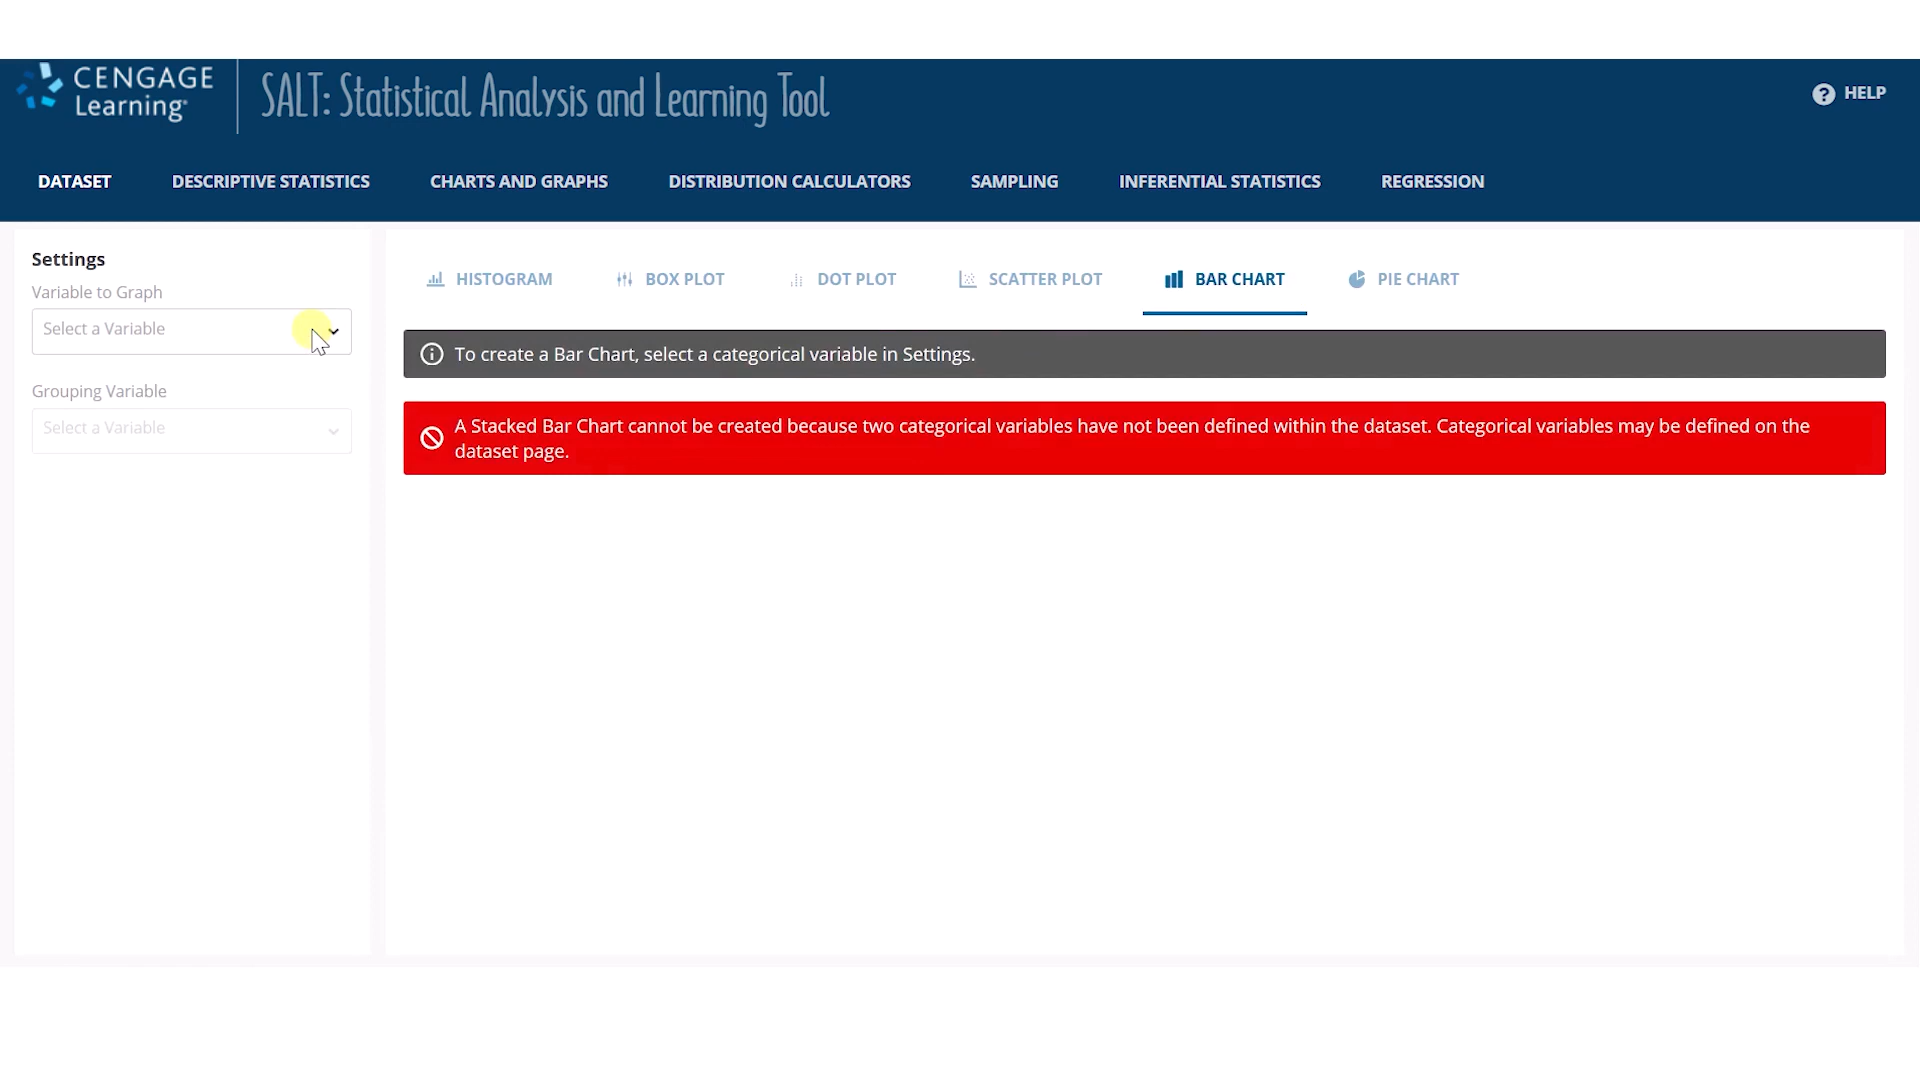 CENGAGE
Learning
SALT: Statistical Analysis and Learning Tool
? HELP
DATASET
DESCRIPTIVE STATISTICS
CHARTS AND GRAPHS
DISTRIBUTION CALCULATORS
SAMPLING
INFERENTIAL STATISTICS
REGRESSION
Settings
Variable to Graph
Select a Variable
Grouping Variable
Select a Variable
HISTOGRAM
BOX PLOT
DOT PLOT
SCATTER PLOT
BAR CHART
PIE CHART
To create a Bar Chart, select a categorical variable in Settings.
A Stacked Bar Chart cannot be created because two categorical variables have not been defined within the dataset. Categorical variables may be defined on the
dataset page.